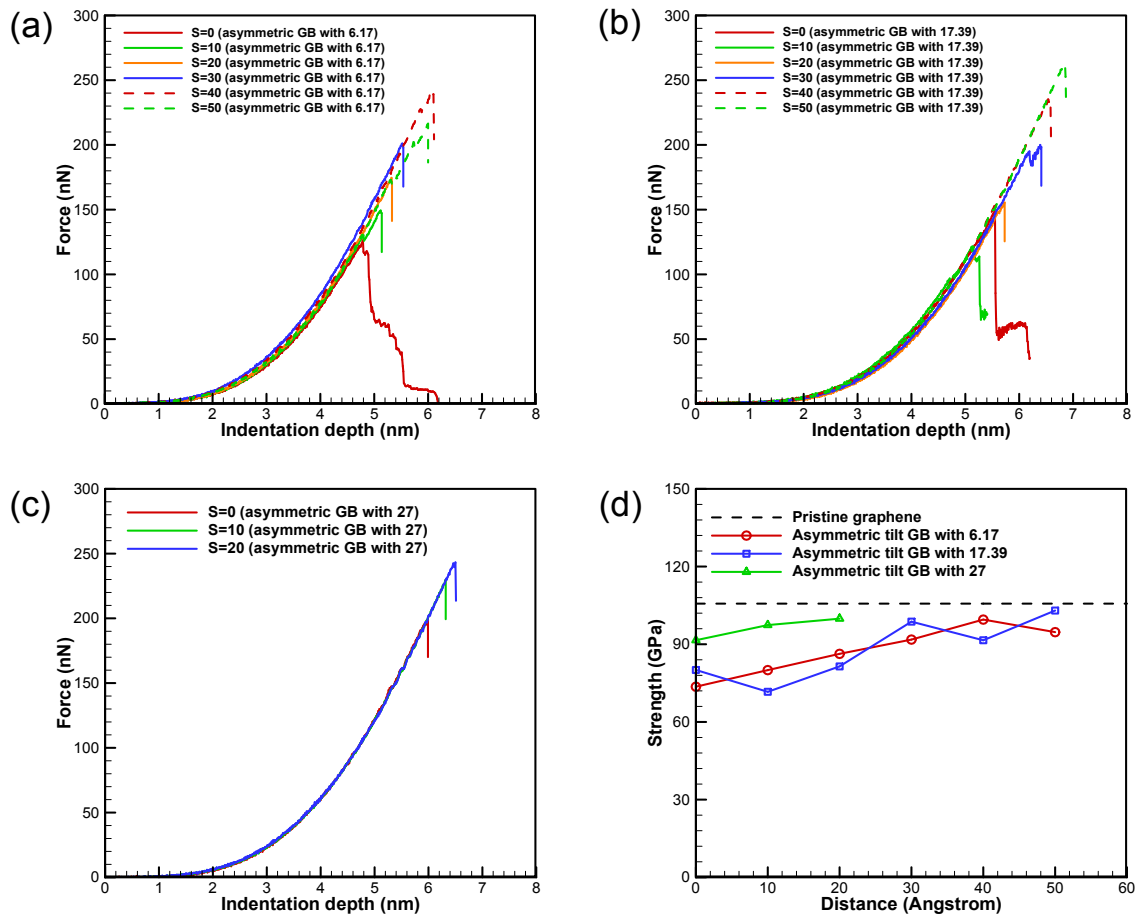 (a)
300
250
200
150
100
50
0
Force (nN)
S=0 (asymmetric GB with 6.17)
S=10 (asymmetric GB with 6.17)
S=20 (asymmetric GB with 6.17)
S=30 (asymmetric GB with 6.17)
S=40 (asymmetric GB with 6.17)
S=50 (asymmetric GB with 6.17)
0 1 2 3 4 5 6 7 8
Indentation depth (nm)
(b)
300
250
200
150
100
50
0
Force (nN)
S=0 (asymmetric GB with 17.39)
S=10 (asymmetric GB with 17.39)
S=20 (asymmetric GB with 17.39)
S=30 (asymmetric GB with 17.39)
S=40 (asymmetric GB with 17.39)
S=50 (asymmetric GB with 17.39)
0 1 2 3 4 5 6 7 8
Indentation depth (nm)
(c)
300
250
200
150
100
50
0
Force (nN)
S=0 (asymmetric GB with 27)
S=10 (asymmetric GB with 27)
S=20 (asymmetric GB with 27)
0 1 2 3 4 5 6 7 8
Indentation depth (nm)
(d)
150
120
90
60
30
0
Strength (GPa)
Pristine graphene
Asymmetric tilt GB with 6.17
Asymmetric tilt GB with 17.39
Asymmetric tilt GB with 27
0 10 20 30 40 50 60
Distance (Angstrom)